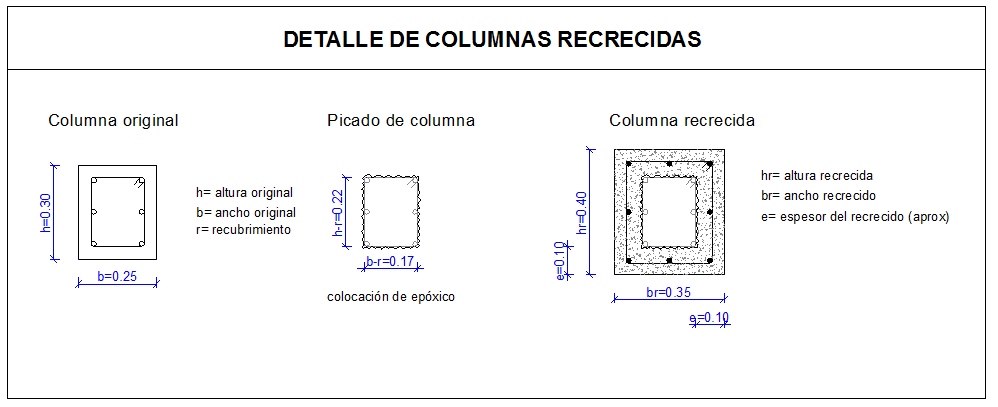 DETALLE DE COLUMNAS RECRECIDAS
Columna original
h=0.30
b=0.25
h= altura original
b= ancho original
r= recubrimiento
Picado de columna
h-r=0.22
b-r=0.17
colocación de epóxico
Columna recrecida
hr=0.40
e=0.10
br=0.35
e=0.10
hr= altura recrecida
br= ancho recrecido
e= espesor del recrecido (aprox)